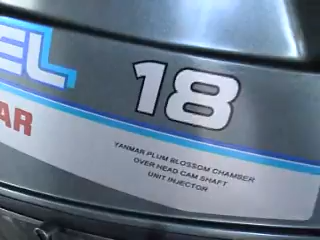 EL 18
AR
YANMAR PLUM BLOSSOM CHAMBER
OVER HEAD CAM SHAFT
UNIT INJECTOR